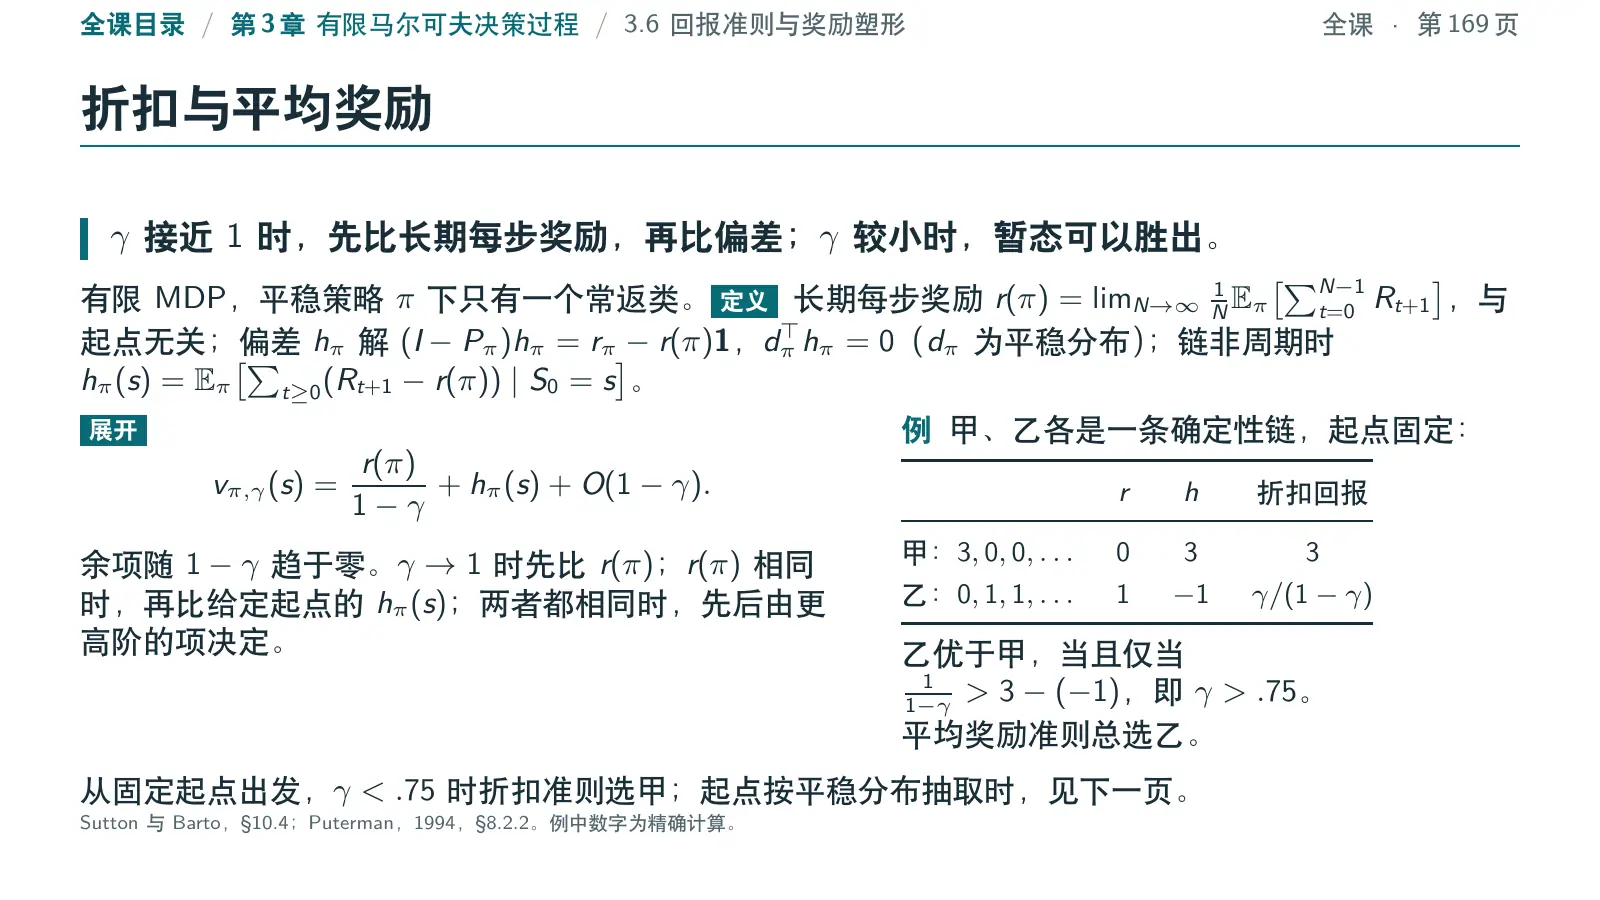 全课目录 / 第 3 章 有限马尔可夫决策过程 / 3.6 回报准则与奖励塑形
全课 · 第 169 页
折扣与平均奖励
γ 接近 1 时，先比长期每步奖励，再比偏差；γ 较小时，暂态可以胜出。
有限 MDP，平稳策略 π 下只有一个常返类。 定义 长期每步奖励 r(π) = lim_{N→∞} \frac{1}{N} 𝔼_π [∑_{t=0}^{N−1} R_{t+1}]，与
起点无关；偏差 h_π 解 (I − P_π)h_π = r_π − r(π)𝟏，d_π^⊤ h_π = 0（d_π 为平稳分布）；链非周期时
h_π(s) = 𝔼_π [∑_{t≥0}(R_{t+1} − r(π)) | S_0 = s]。
展开
v_{π,γ}(s) = \frac{r(π)}{1 − γ} + h_π(s) + O(1 − γ).
余项随 1 − γ 趋于零。γ → 1 时先比 r(π)；r(π) 相同
时，再比给定起点的 h_π(s)；两者都相同时，先后由更
高阶的项决定。
例 甲、乙各是一条确定性链，起点固定：
r h 折扣回报
甲：3, 0, 0, . . . 0 3 3
乙：0, 1, 1, . . . 1 −1 γ/(1 − γ)
乙优于甲，当且仅当
\frac{1}{1−γ} > 3 − (−1)，即 γ > .75。
平均奖励准则总选乙。
从固定起点出发，γ < .75 时折扣准则选甲；起点按平稳分布抽取时，见下一页。
Sutton 与 Barto，§10.4；Puterman，1994，§8.2.2。例中数字为精确计算。